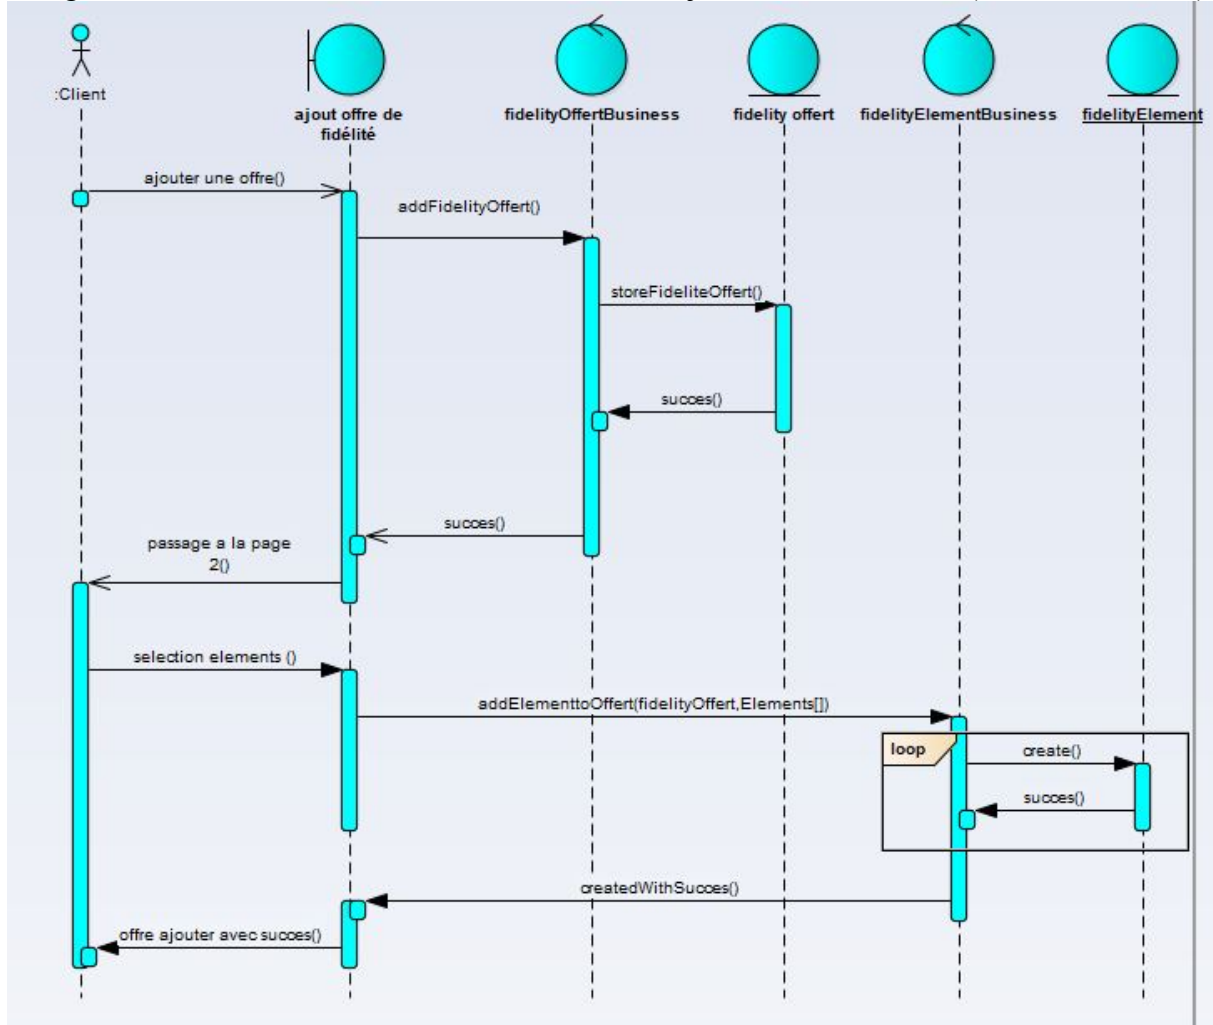 :Client
ajout offre de
fidélité
fidelityOffertBusiness
fidelity offert
fidelityElementBusiness
fidelityElement
ajouter une offre()
addFidelityOffert()
storeFideliteOffert()
succes()
succes()
passage a la page
2()
selection elements ()
addElementtoOffert(fidelityOffert,Elements[])
loop
create()
succes()
createdWithSucces()
offre ajouter avec succes()